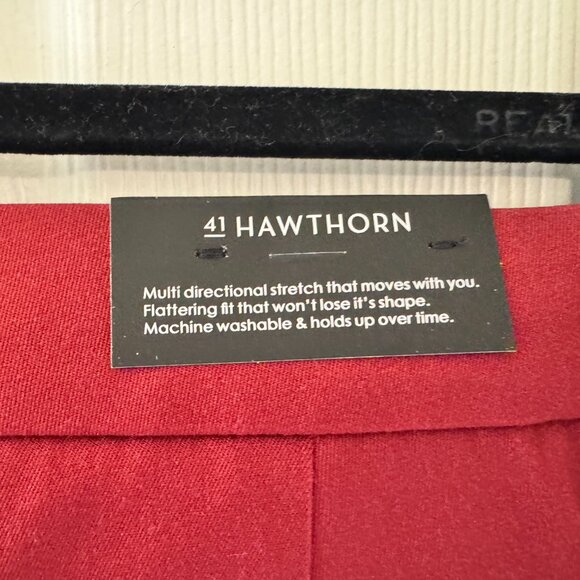 REAL
41 HAWTHORN
Multi directional stretch that moves with you.
Flattering fit that won't lose it's shape.
Machine washable & holds up over time.